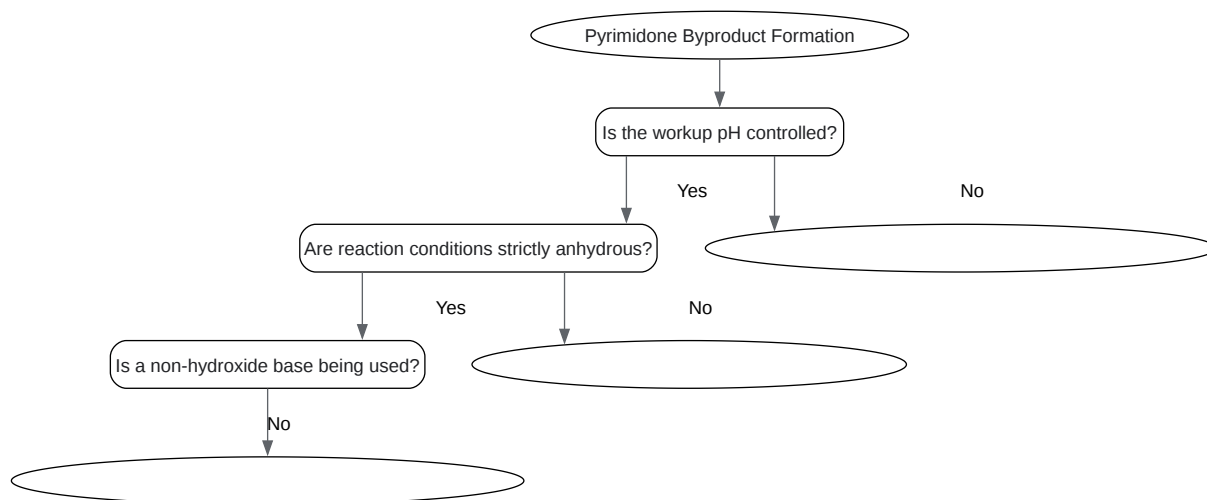 Pyrimidone Byproduct Formation
Is the workup pH controlled?
Yes
No
Are reaction conditions strictly anhydrous?
Yes
No
Is a non-hydroxide base being used?
No